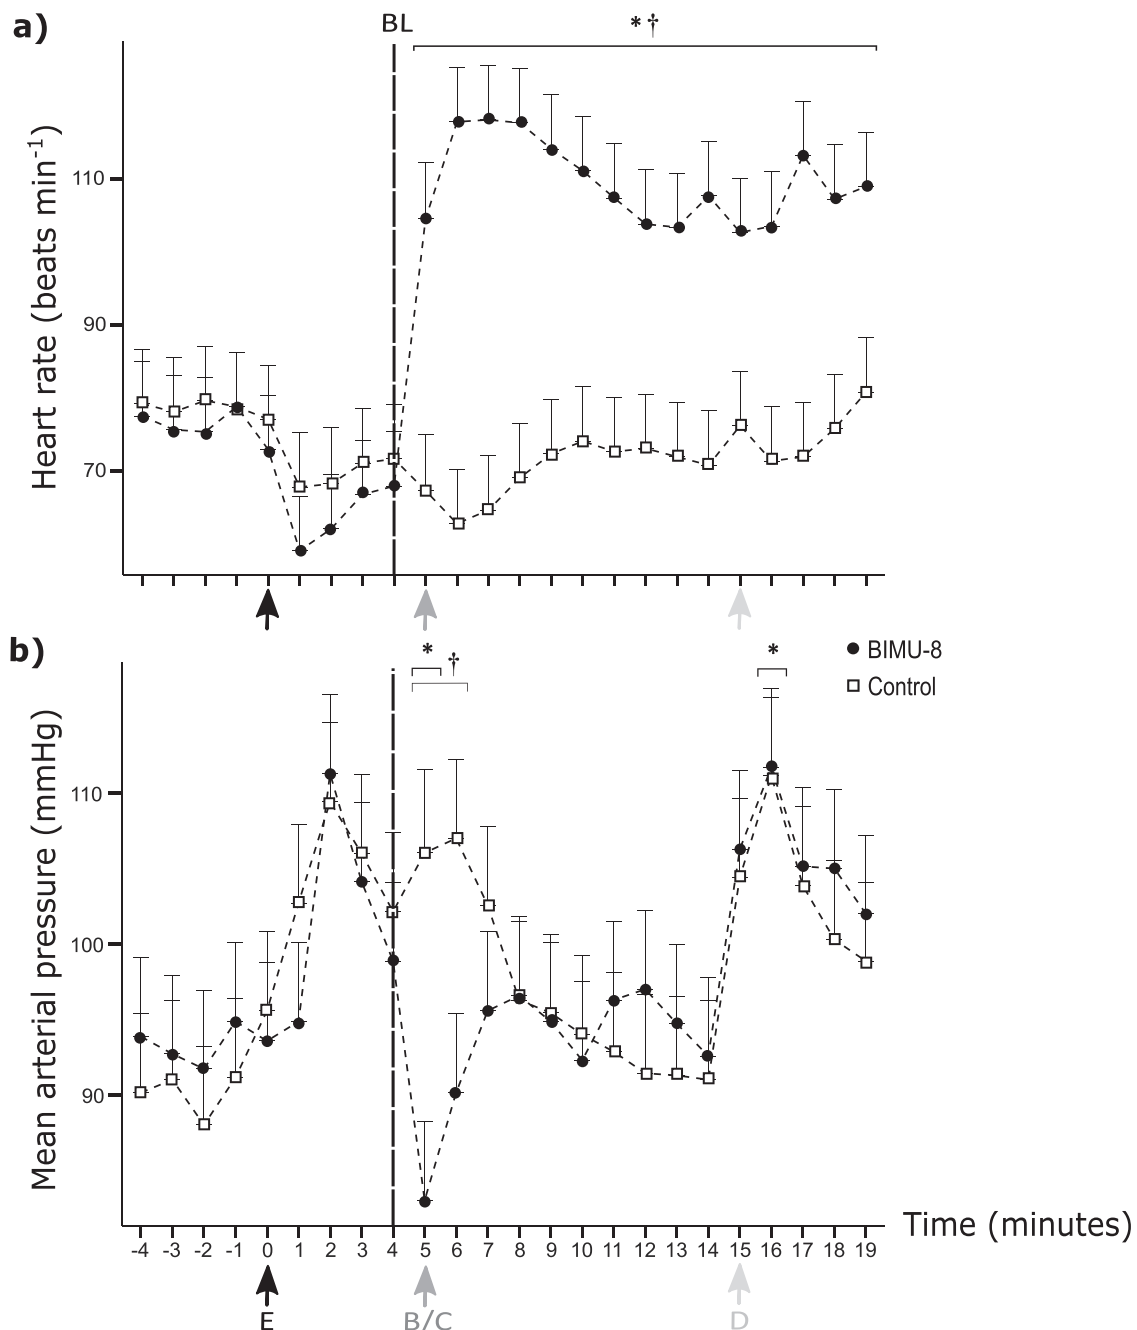 a)
BL
*†
Heart rate (beats min-1)
110
90
70
b)
* †
*
BIMU-8
Control
Mean arterial pressure (mmHg)
110
100
90
-4 -3 -2 -1 0 1 2 3 4 5 6 7 8 9 10 11 12 13 14 15 16 17 18 19
Time (minutes)
E B/C D